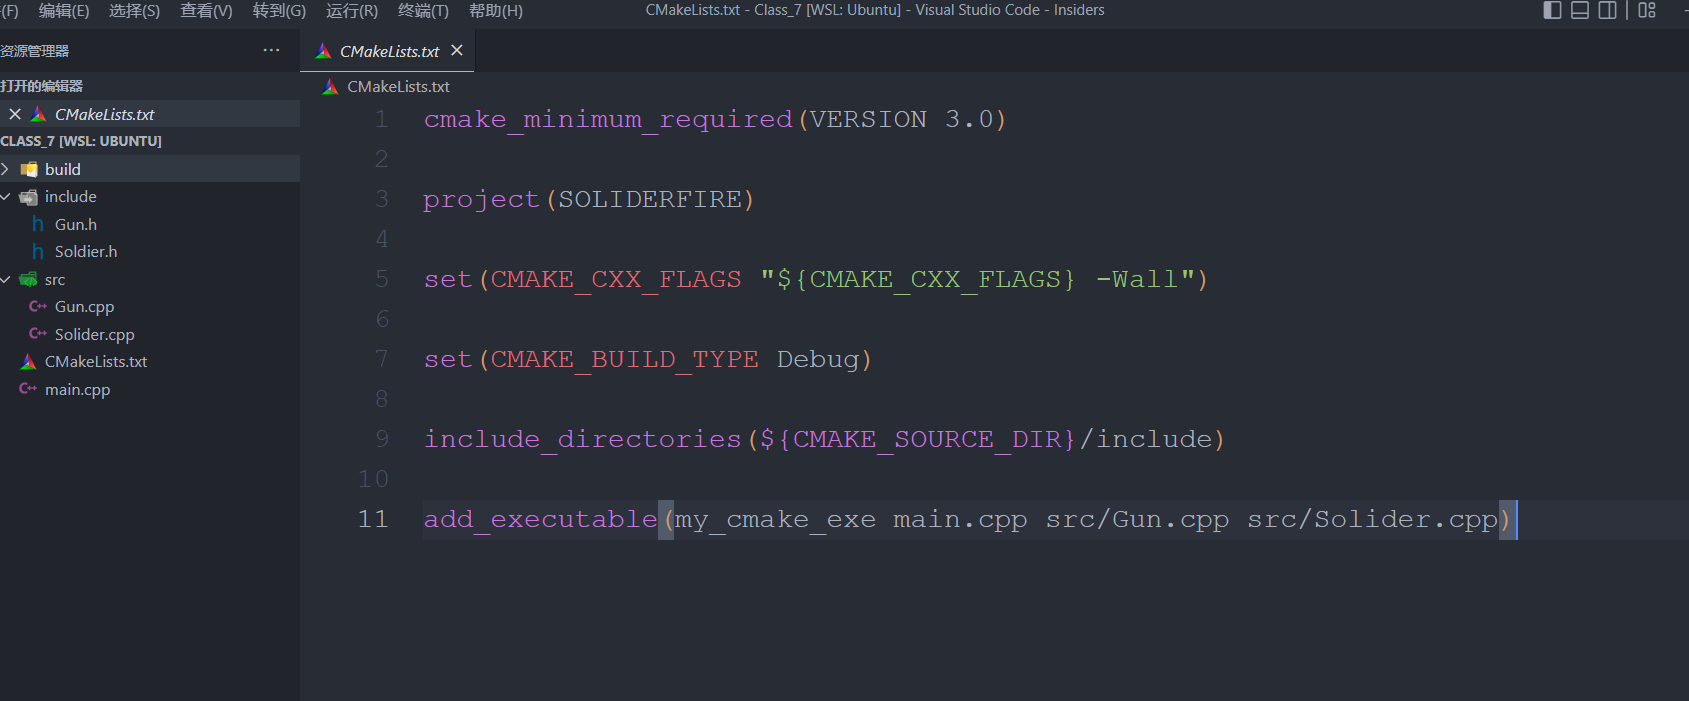 (F) 编辑(E) 选择(S) 查看(V) 转到(G) 运行(R) 终端(T) 帮助(H) CMakeLists.txt - Class_7 [WSL: Ubuntu] - Visual Studio Code - Insiders
资源管理器 ···
打开的编辑器
CMakeLists.txt
CLASS_7 [WSL: UBUNTU]
build
include
Gun.h
Soldier.h
src
Gun.cpp
Solider.cpp
CMakeLists.txt
main.cpp
CMakeLists.txt
CMakeLists.txt
1 cmake_minimum_required(VERSION 3.0)
2
3 project(SOLIDERFIRE)
4
5 set(CMAKE_CXX_FLAGS "${CMAKE_CXX_FLAGS} -Wall")
6
7 set(CMAKE_BUILD_TYPE Debug)
8
9 include_directories(${CMAKE_SOURCE_DIR}/include)
10
11 add_executable(my_cmake_exe main.cpp src/Gun.cpp src/Solider.cpp)